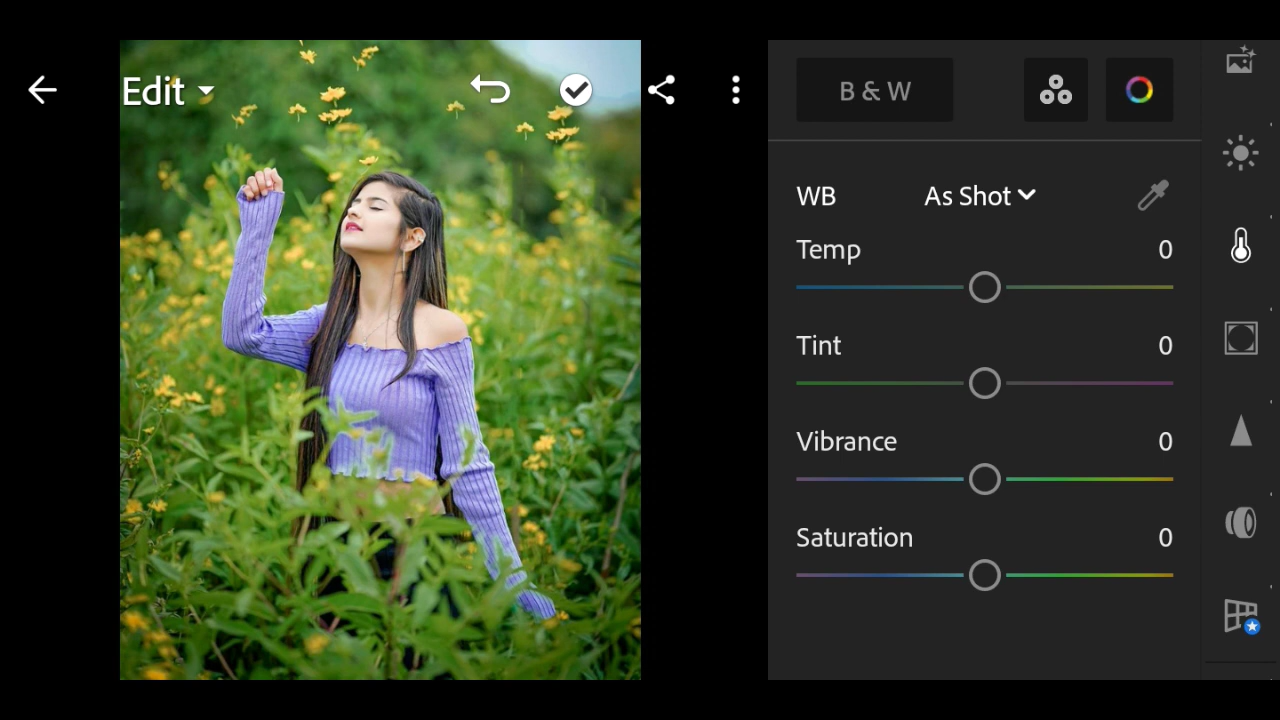 Edit
B & W
WB As Shot
Temp 0
Tint 0
Vibrance 0
Saturation 0